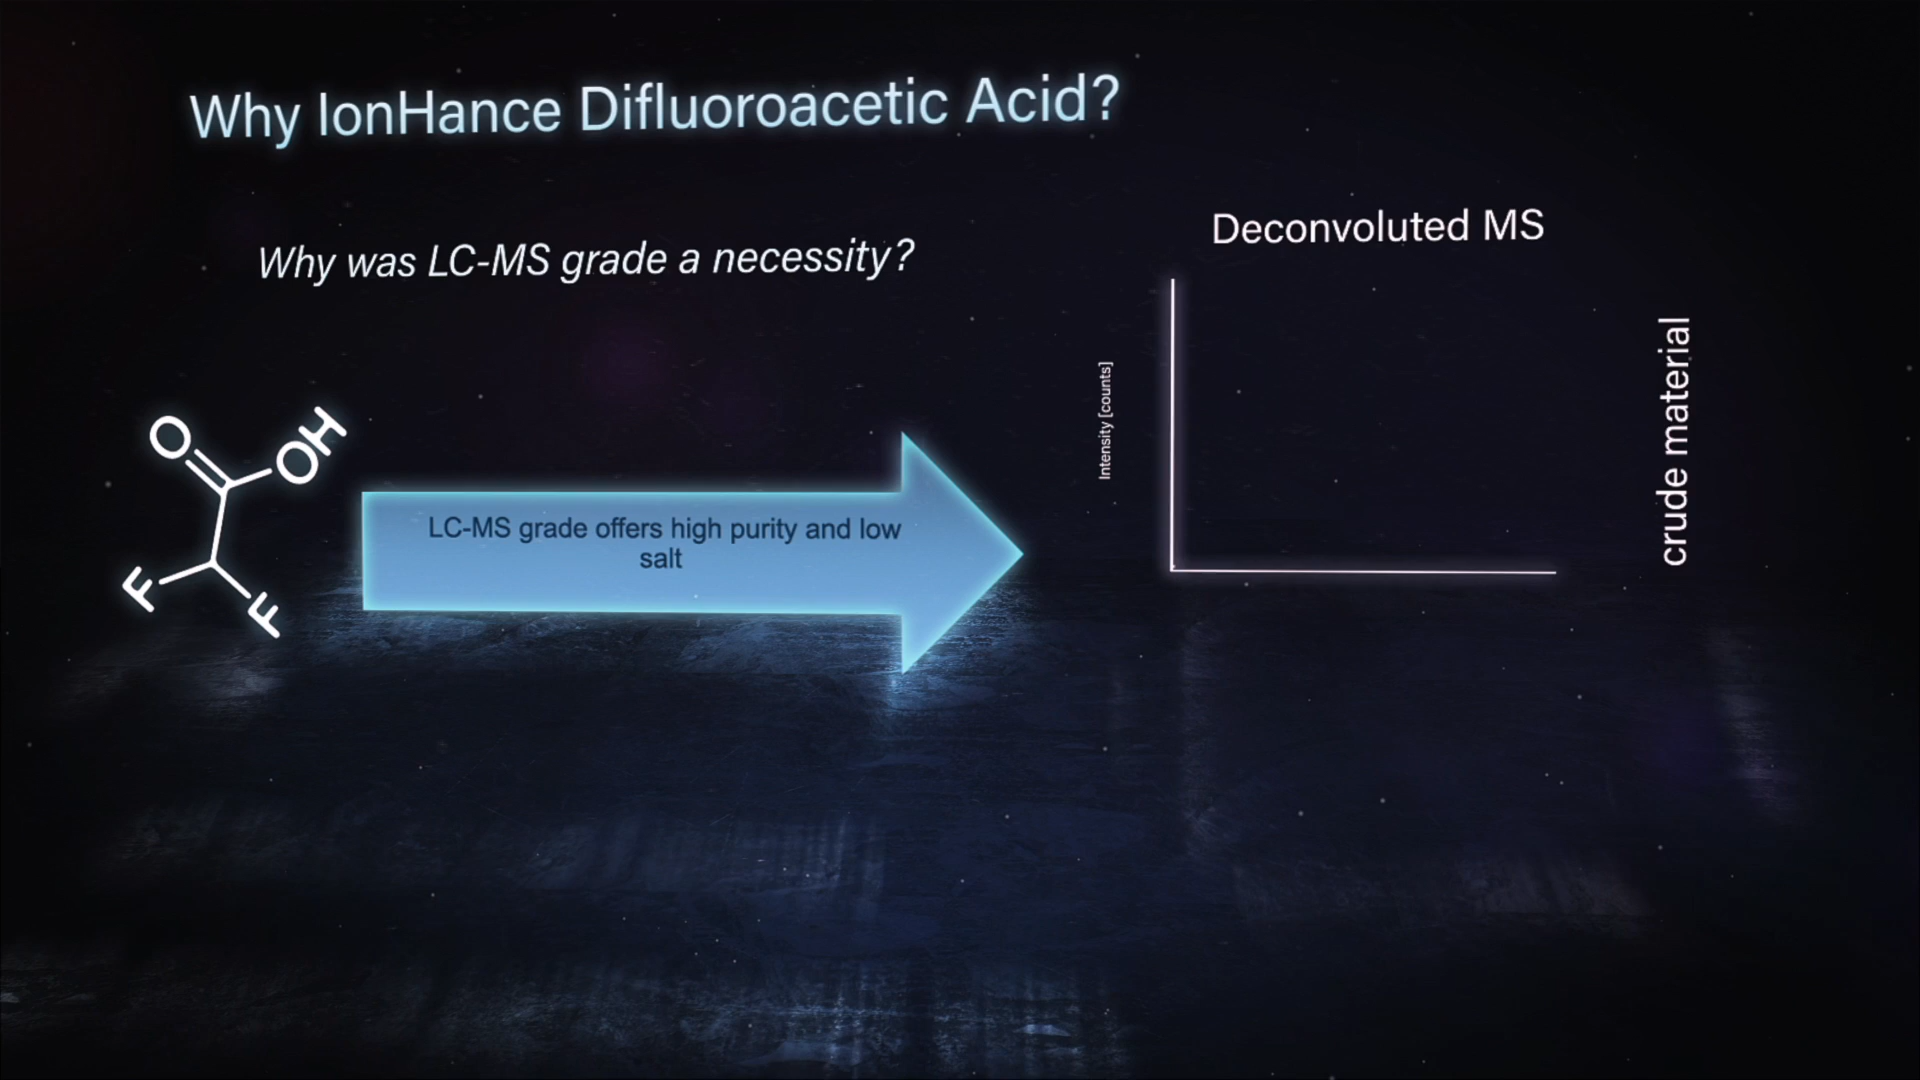 Why IonHance Difluoroacetic Acid?
Why was LC-MS grade a necessity?
Deconvoluted MS
Intensity [counts]
crude material
O
OH
F
F
LC-MS grade offers high purity and low
salt